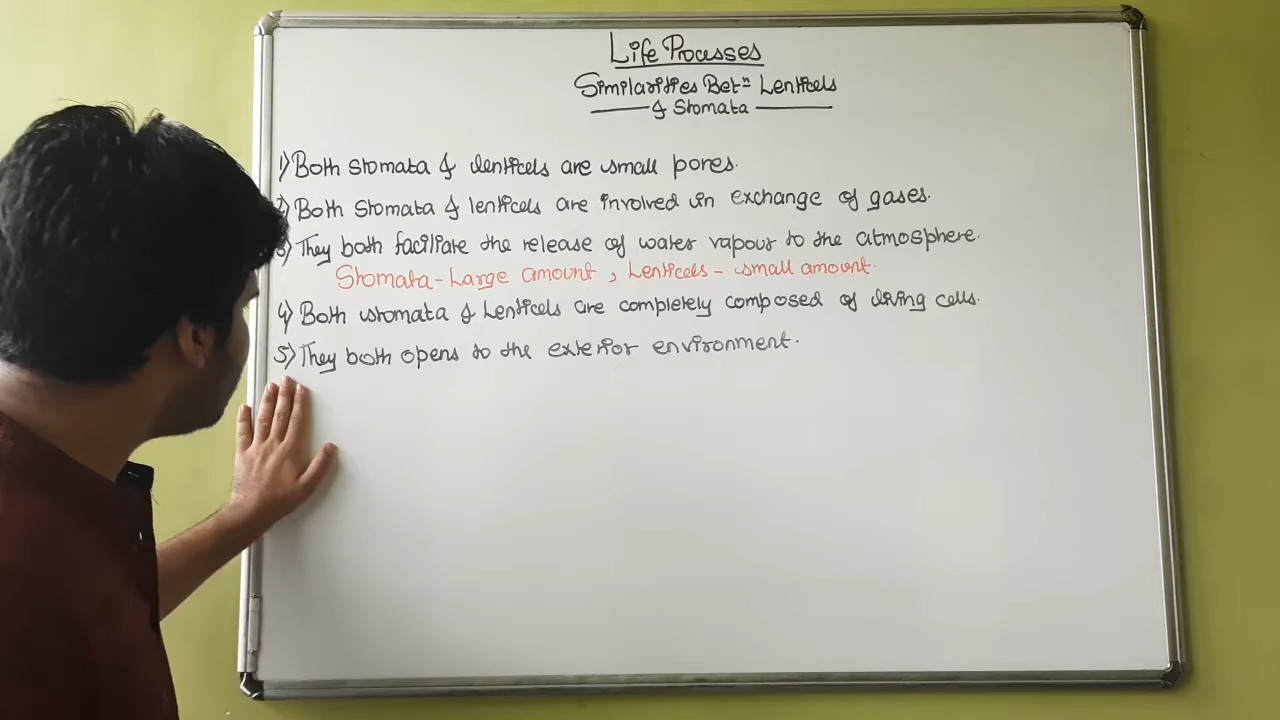 Life Processes
Similarities Betⁿ Lenticels
& Stomata
1) Both stomata & lenticels are small pores.
2) Both stomata & lenticels are involved in exchange of gases.
3) They both facilitate the release of water vapour to the atmosphere.
Stomata - Large amount, Lenticels - small amount.
4) Both stomata & Lenticels are completely composed of living cells.
5) They both opens to the exterior environment.